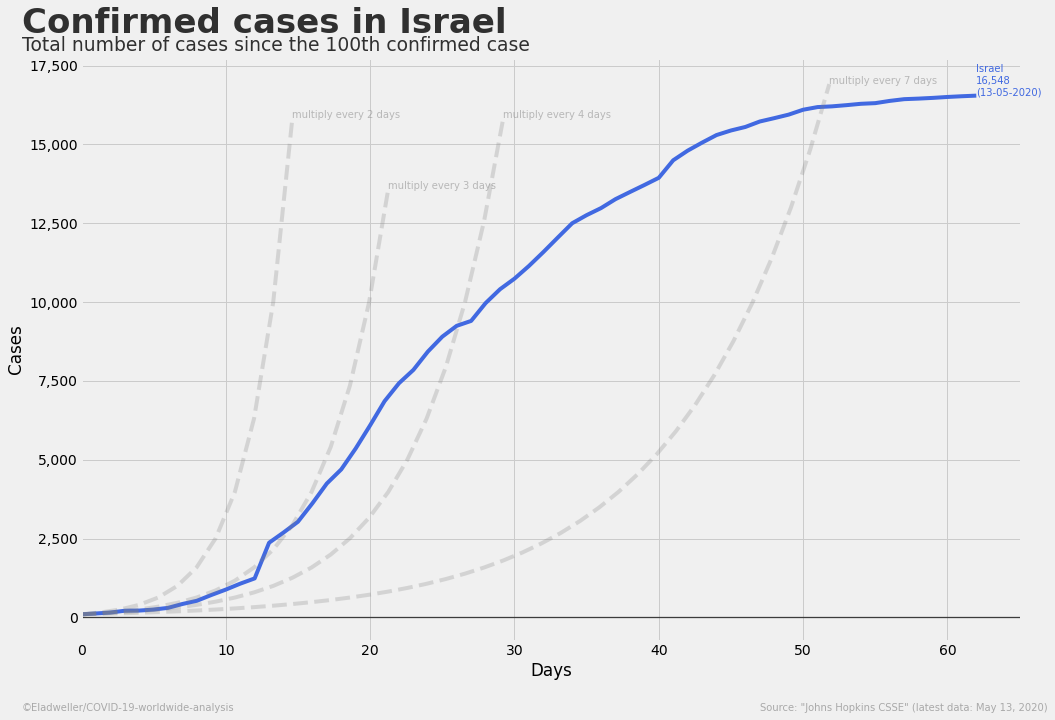 Confirmed cases in Israel
Total number of cases since the 100th confirmed case
17,500
15,000
12,500
10,000
7,500
5,000
2,500
0
Cases
multiply every 2 days
multiply every 3 days
multiply every 4 days
multiply every 7 days
Israel
16,548
(13-05-2020)
0 10 20 30 40 50 60
Days
©Eladweller/COVID-19-worldwide-analysis
Source: "Johns Hopkins CSSE" (latest data: May 13, 2020)